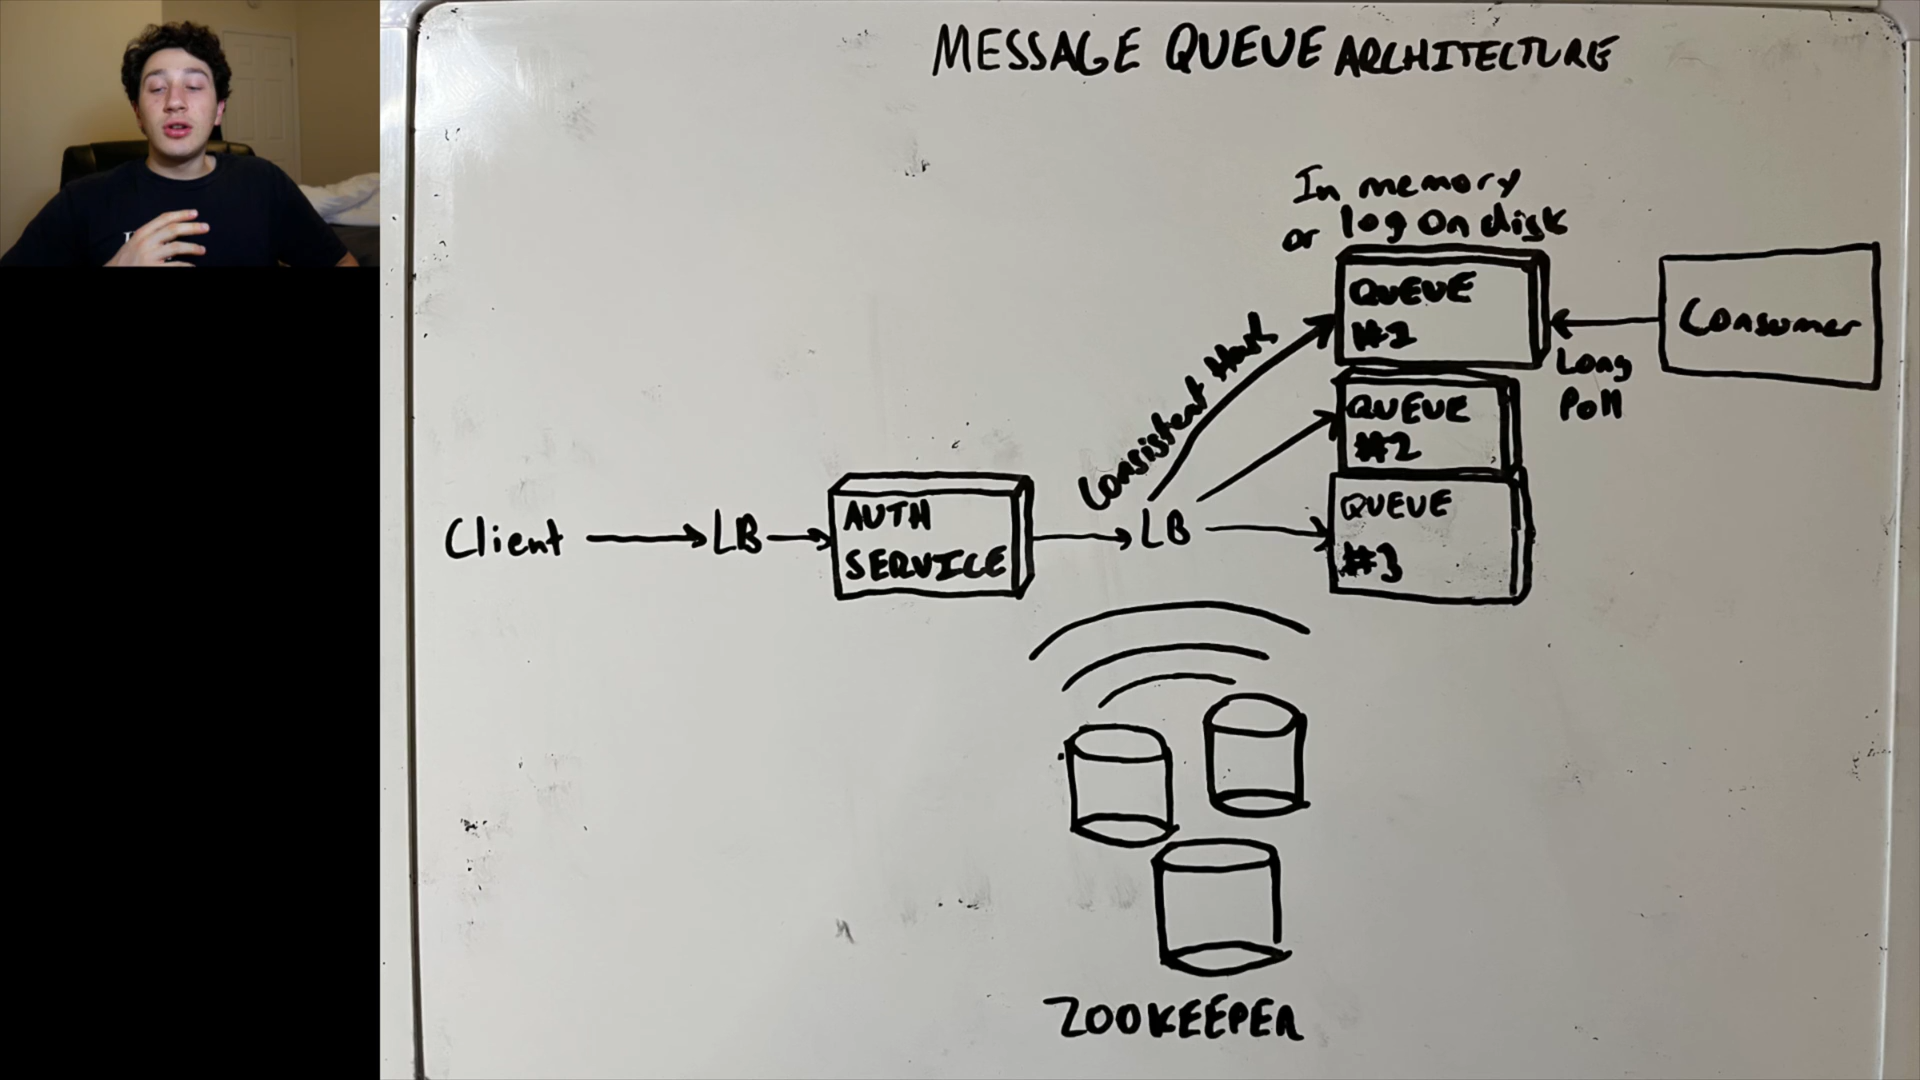 MESSAGE QUEUE ARCHITECTURE
In memory
or log on disk
QUEUE
#1
Consumer
Long
Poll
Consistent Hash
QUEUE
#2
Client
LB
AUTH
SERVICE
LB
QUEUE
#3
ZOOKEEPER